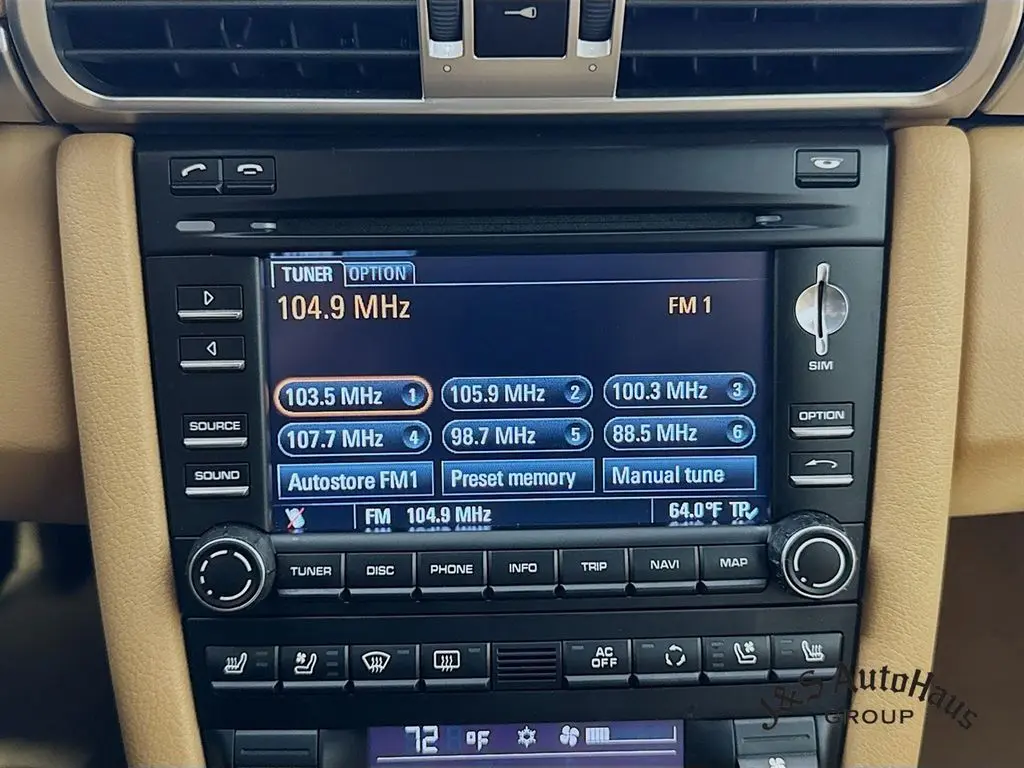 TUNER OPTION
104.9 MHz FM 1
103.5 MHz 1 105.9 MHz 2 100.3 MHz 3
107.7 MHz 4 98.7 MHz 5 88.5 MHz 6
Autostore FM1 Preset memory Manual tune
FM 104.9 MHz 64.0°F TP
SIM
SOURCE
SOUND
OPTION
TUNER DISC PHONE INFO TRIP NAVI MAP
AC
OFF
72 °F
J&S AutoHaus
GROUP